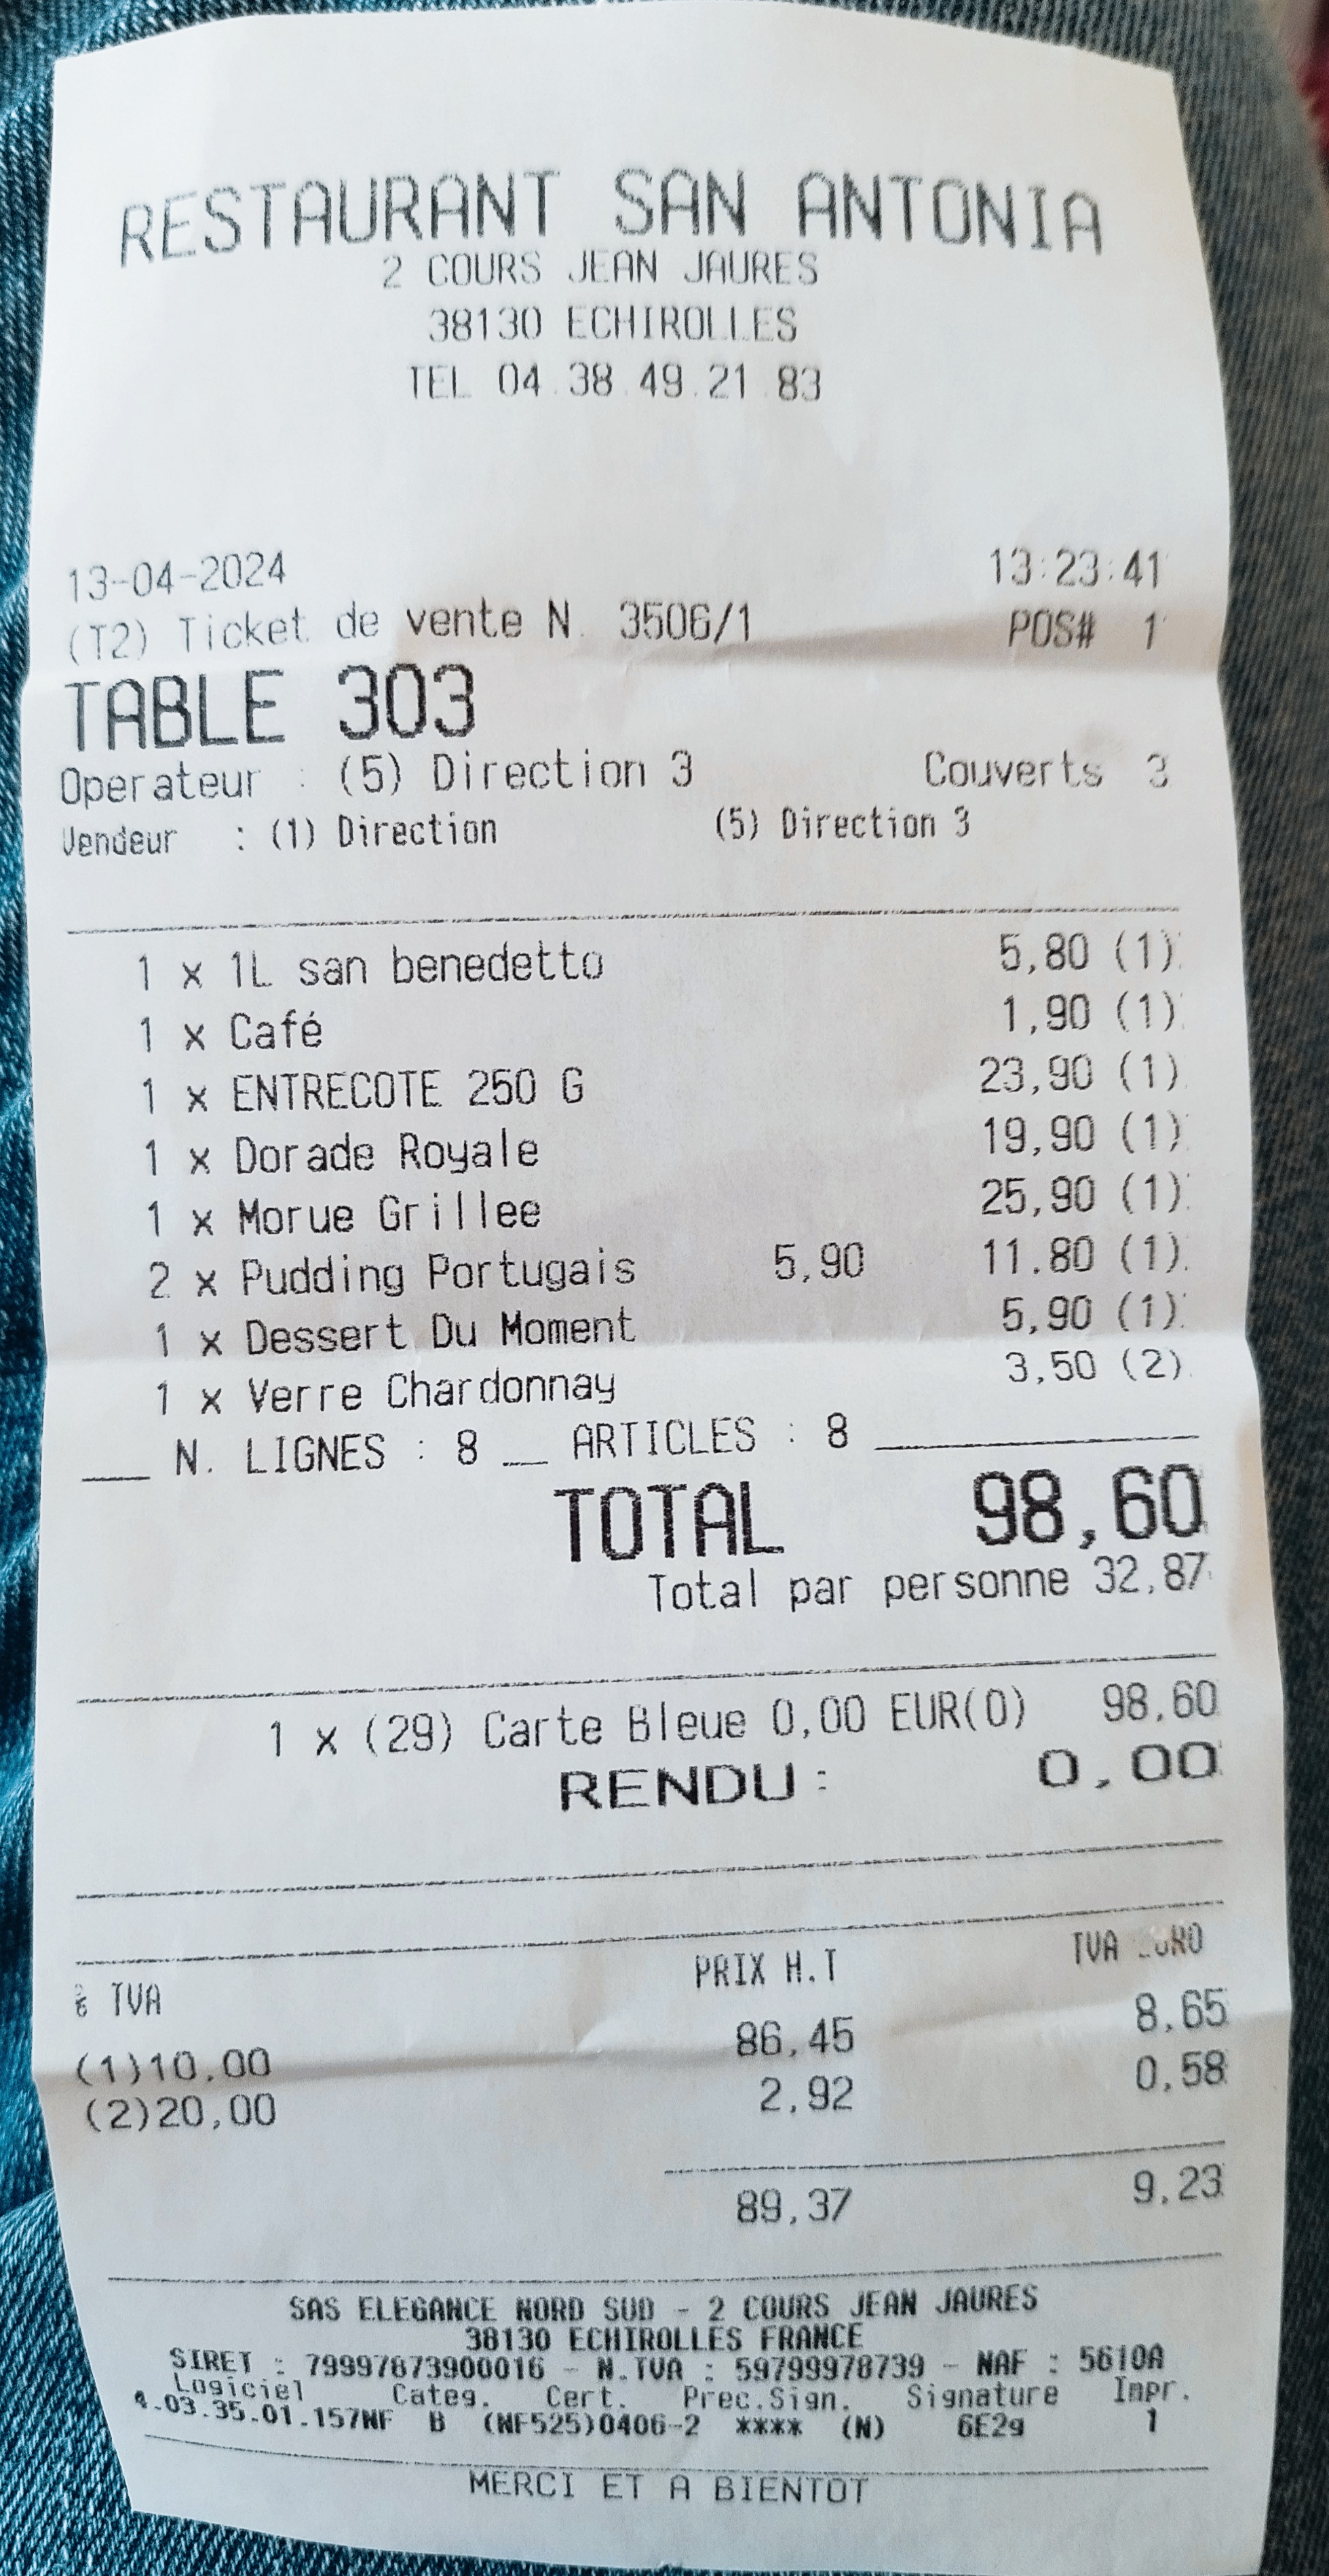 RESTAURANT SAN ANTONIA
2 COURS JEAN JAURES
38130 ECHIROLLES
TEL 04.38.49.21.83
13-04-2024 13:23:41
(T2) Ticket de vente N. 3506/1 POS# 1
TABLE 303
Operateur : (5) Direction 3 Couverts 3
Vendeur : (1) Direction (5) Direction 3
1 x 1L san benedetto 5,80 (1)
1 x Café 1,90 (1)
1 x ENTRECOTE 250 G 23,90 (1)
1 x Dorade Royale 19,90 (1)
1 x Morue Grillee 25,90 (1)
2 x Pudding Portugais 5,90 11.80 (1)
1 x Dessert Du Moment 5,90 (1)
1 x Verre Chardonnay 3,50 (2)
N. LIGNES : 8 __ ARTICLES : 8
TOTAL 98,60
Total par personne 32,87
1 x (29) Carte Bleue 0,00 EUR(0) 98,60
RENDU : 0,00
TVA PRIX H.T TVA
(1)10,00 86,45 8,65
(2)20,00 2,92 0,58
89,37 9,23
SAS ELEGANCE NORD SUD - 2 COURS JEAN JAURES
38130 ECHIROLLES FRANCE
SIRET : 79997873900016 - N.TVA : 59799978739 - NAF : 5610A
Logiciel Categ. Cert. Prec.Sign. Signature Impr.
4.03.35.01.157NF B (NF525)0406-2 **** (N) 6E2g 1
MERCI ET A BIENTOT